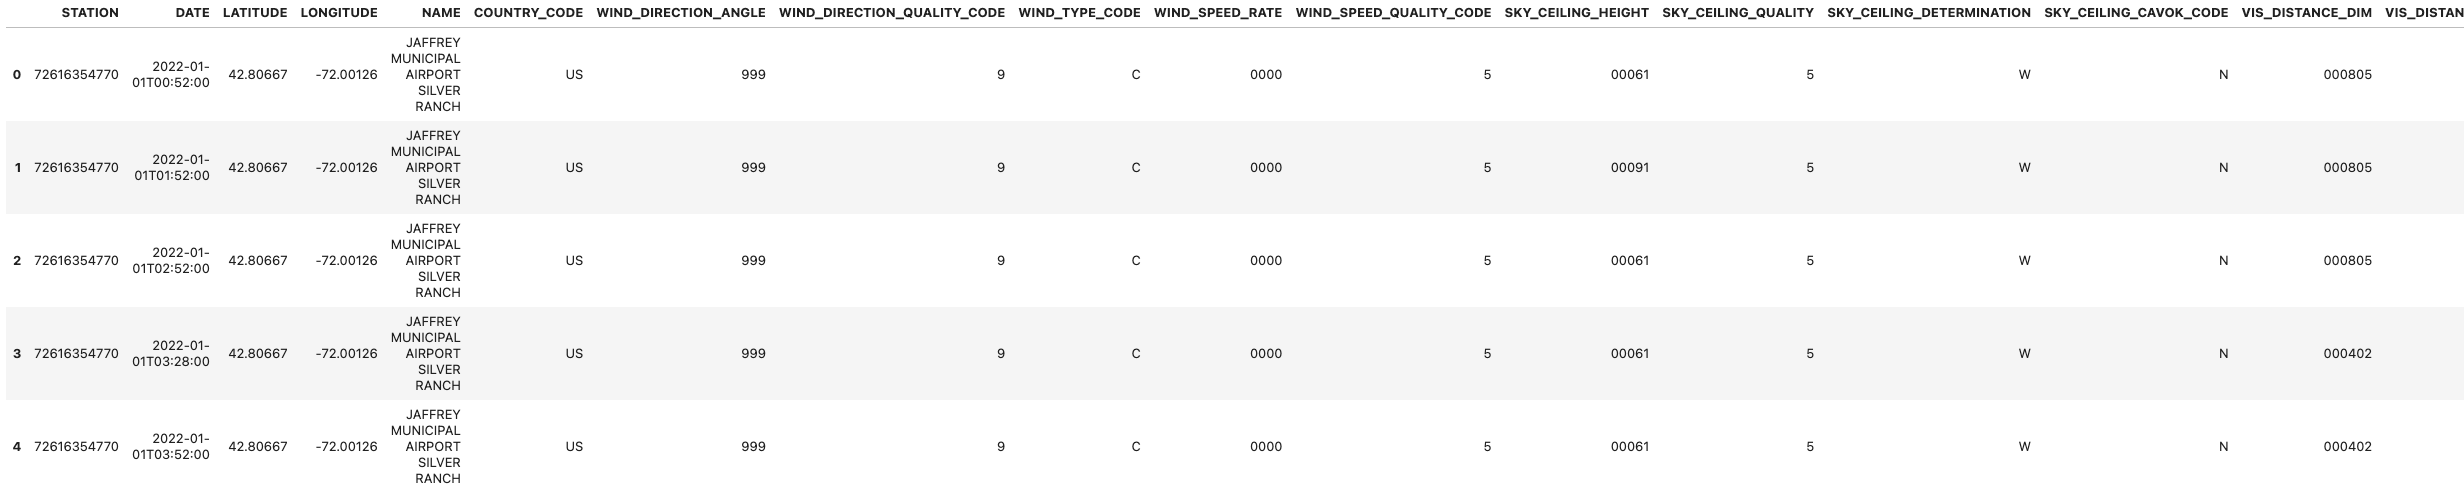 STATION DATE LATITUDE LONGITUDE NAME COUNTRY_CODE WIND_DIRECTION_ANGLE WIND_DIRECTION_QUALITY_CODE WIND_TYPE_CODE WIND_SPEED_RATE WIND_SPEED_QUALITY_CODE SKY_CEILING_HEIGHT SKY_CEILING_QUALITY SKY_CEILING_DETERMINATION SKY_CEILING_CAVOK_CODE VIS_DISTANCE_DIM VIS_DISTAN
0 72616354770 2022-01-01T00:52:00 42.80667 -72.00126 JAFFREY MUNICIPAL AIRPORT SILVER RANCH US 999 9 C 0000 5 00061 5 W N 000805
1 72616354770 2022-01-01T01:52:00 42.80667 -72.00126 JAFFREY MUNICIPAL AIRPORT SILVER RANCH US 999 9 C 0000 5 00091 5 W N 000805
2 72616354770 2022-01-01T02:52:00 42.80667 -72.00126 JAFFREY MUNICIPAL AIRPORT SILVER RANCH US 999 9 C 0000 5 00061 5 W N 000805
3 72616354770 2022-01-01T03:28:00 42.80667 -72.00126 JAFFREY MUNICIPAL AIRPORT SILVER RANCH US 999 9 C 0000 5 00061 5 W N 000402
4 72616354770 2022-01-01T03:52:00 42.80667 -72.00126 JAFFREY MUNICIPAL AIRPORT SILVER RANCH US 999 9 C 0000 5 00061 5 W N 000402